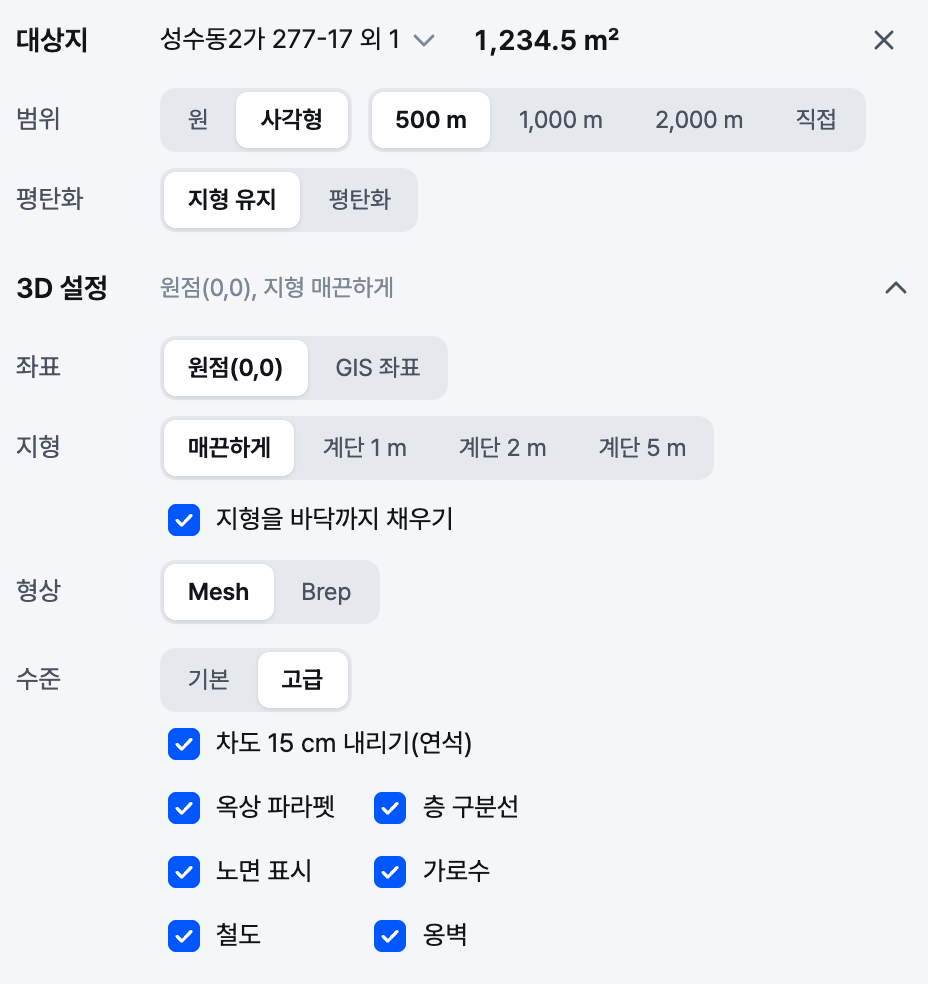 대상지 성수동2가 277-17 외 1 1,234.5 m²
범위 원 사각형 500 m 1,000 m 2,000 m 직접
평탄화 지형 유지 평탄화
3D 설정 원점(0,0), 지형 매끈하게
좌표 원점(0,0) GIS 좌표
지형 매끈하게 계단 1 m 계단 2 m 계단 5 m
지형을 바닥까지 채우기
형상 Mesh Brep
수준 기본 고급
차도 15 cm 내리기(연석)
옥상 파라펫 층 구분선
노면 표시 가로수
철도 옹벽